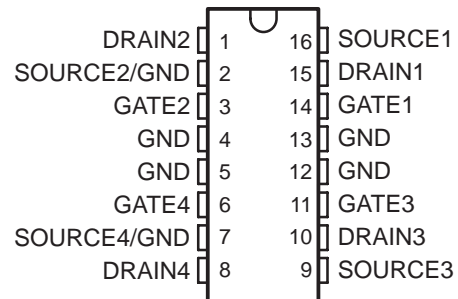 DRAIN2 1 16 SOURCE1
SOURCE2/GND 2 15 DRAIN1
GATE2 3 14 GATE1
GND 4 13 GND
GND 5 12 GND
GATE4 6 11 GATE3
SOURCE4/GND 7 10 DRAIN3
DRAIN4 8 9 SOURCE3